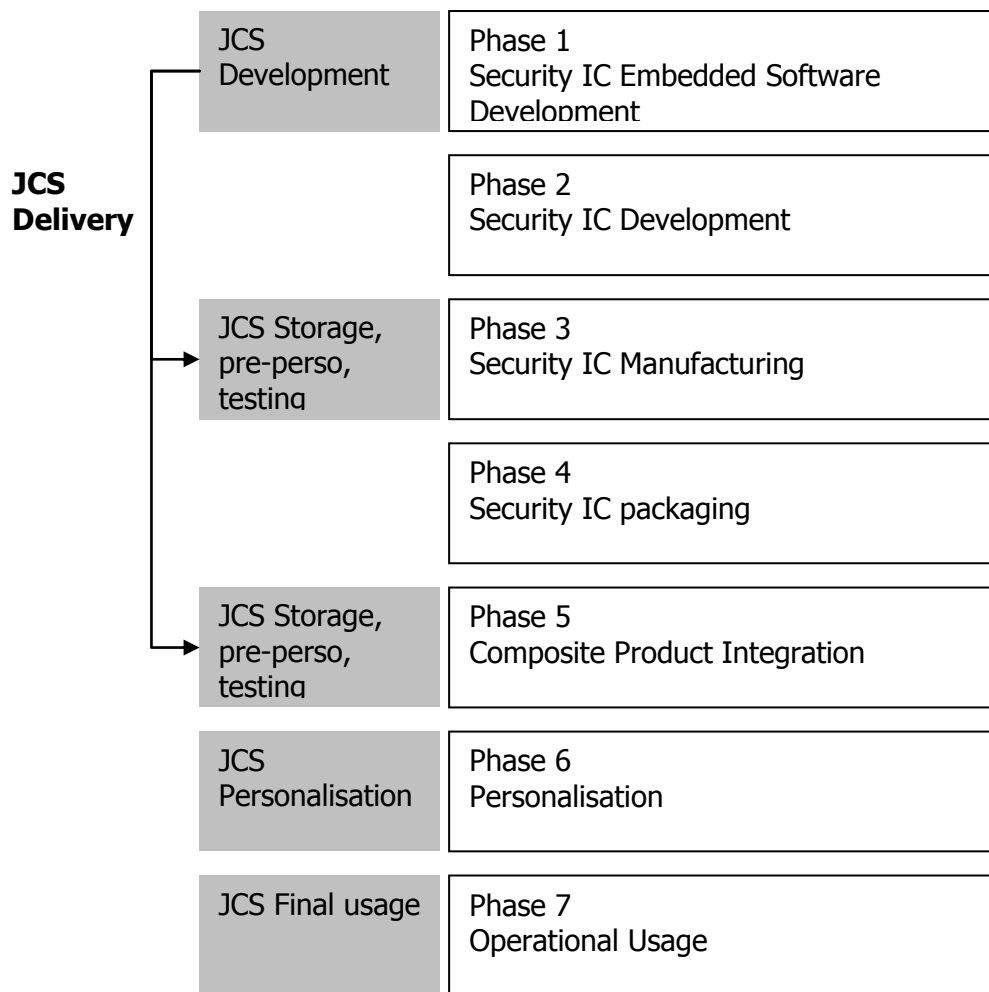 JCS
Development
Phase 1
Security IC Embedded Software
Development
JCS
Delivery
Phase 2
Security IC Development
JCS Storage,
pre-perso,
testing
Phase 3
Security IC Manufacturing
Phase 4
Security IC packaging
JCS Storage,
pre-perso,
testing
Phase 5
Composite Product Integration
JCS
Personalisation
Phase 6
Personalisation
JCS Final usage
Phase 7
Operational Usage